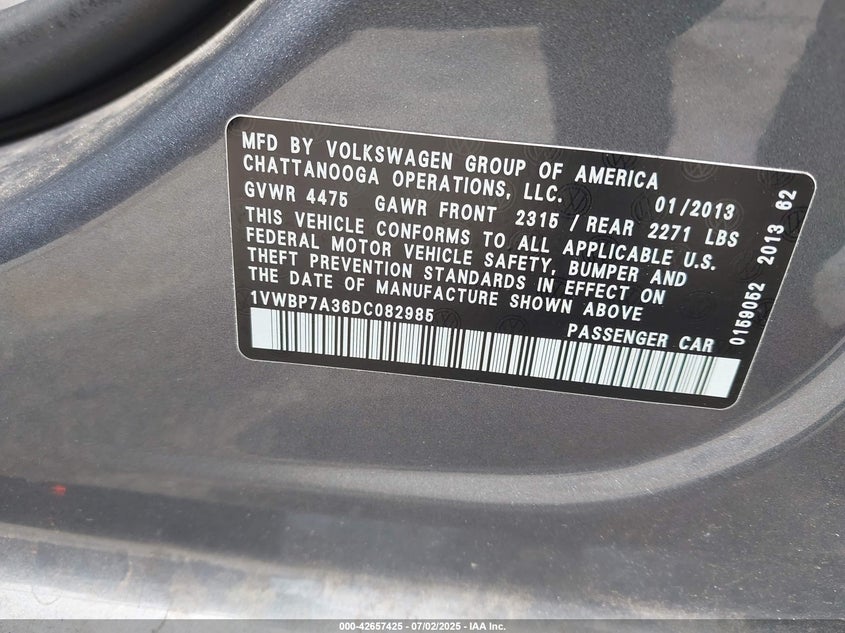 MFD BY VOLKSWAGEN GROUP OF AMERICA
CHATTANOOGA OPERATIONS, LLC. 01/2013
GVWR 4475 GAWR FRONT 2315 / REAR 2271 LBS
THIS VEHICLE CONFORMS TO ALL APPLICABLE U.S.
FEDERAL MOTOR VEHICLE SAFETY, BUMPER AND
THEFT PREVENTION STANDARDS IN EFFECT ON
THE DATE OF MANUFACTURE SHOWN ABOVE
1VWBP7A36DC082985
PASSENGER CAR
0159052 2013 62
000-42657425 - 07/02/2025 - IAA Inc.